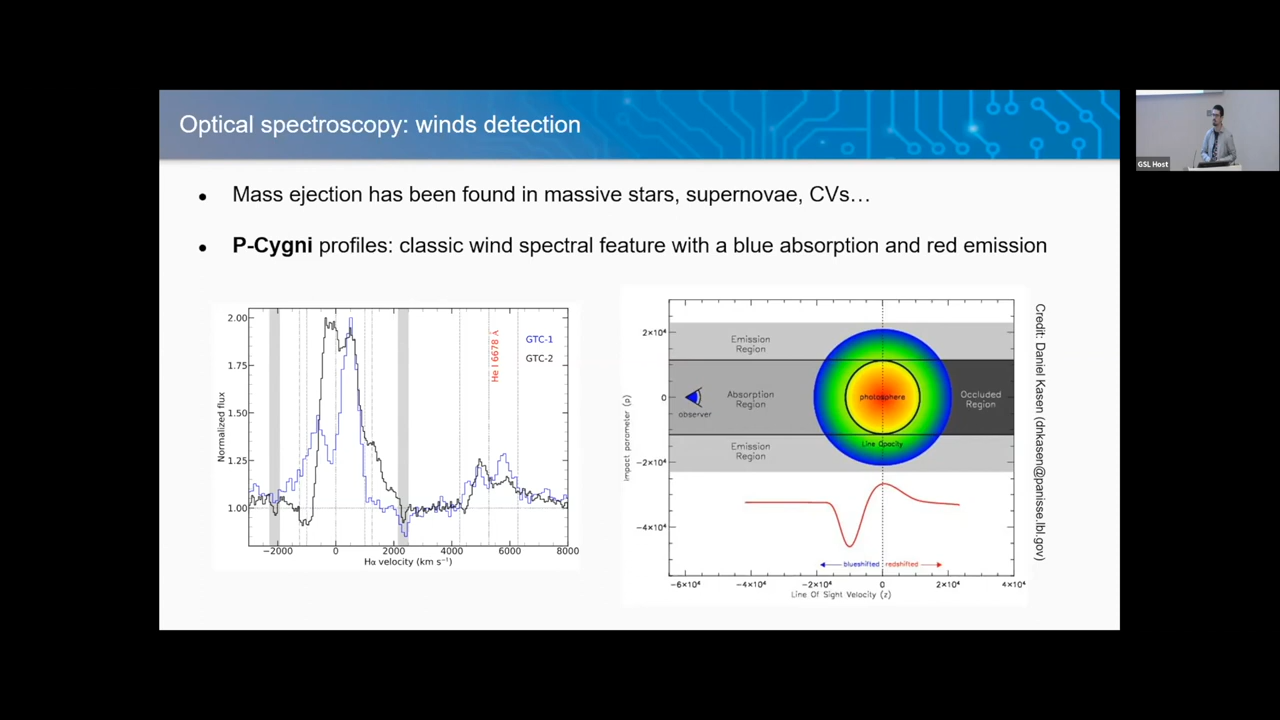 Optical spectroscopy: winds detection
GSL Host
● Mass ejection has been found in massive stars, supernovae, CVs…
● P-Cygni profiles: classic wind spectral feature with a blue absorption and red emission
2.00
1.75
1.50
1.25
1.00
Normalized flux
He I 6678 Å
GTC-1
GTC-2
−2000 0 2000 4000 6000 8000
Hα velocity (km s⁻¹)
2×10⁴
0
−2×10⁴
−4×10⁴
Impact parameter (p)
Emission
Region
Absorption
Region
observer
Emission
Region
photosphere
Line Opacity
Occluded
Region
blueshifted redshifted
−6×10⁴ −4×10⁴ −2×10⁴ 0 2×10⁴ 4×10⁴
Line Of Sight Velocity (z)
Credit: Daniel Kasen (dnkasen@panisse.lbl.gov)